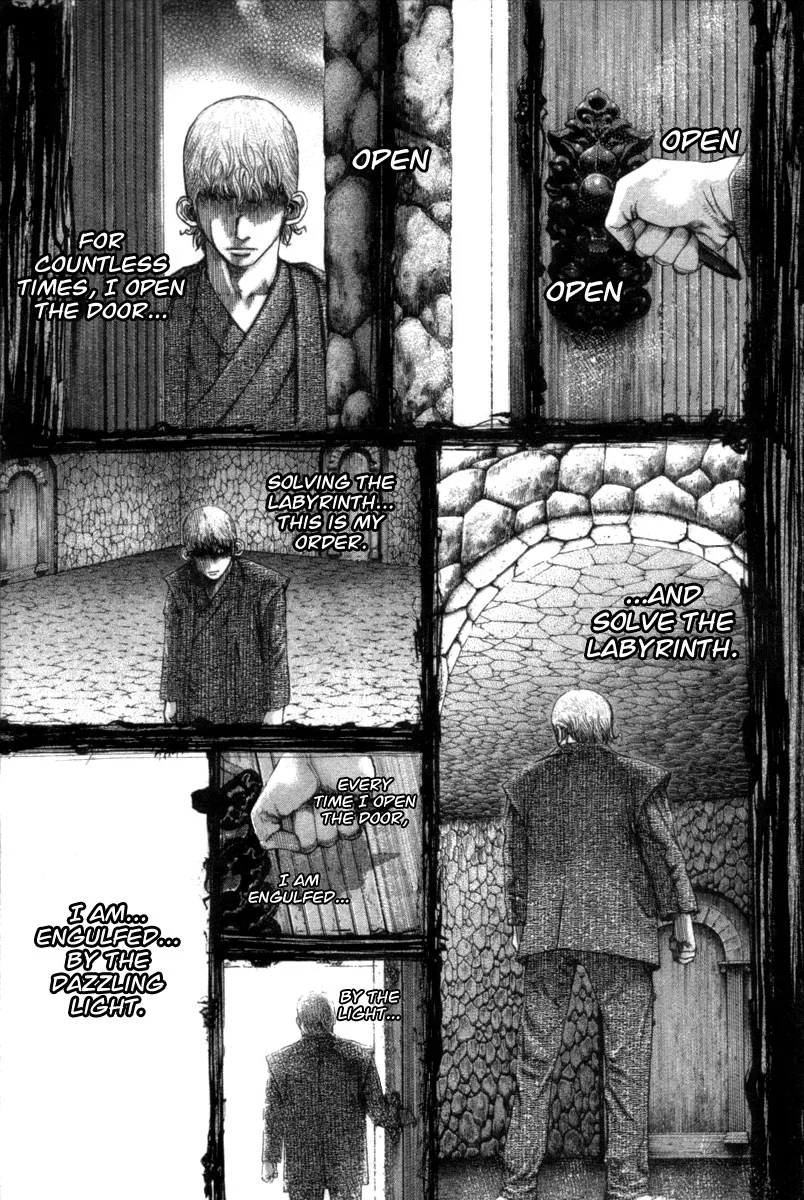 OPEN
OPEN
OPEN
FOR
COUNTLESS
TIMES, I OPEN
THE DOOR...
...AND
SOLVE THE
LABYRINTH.
SOLVING THE
LABYRINTH...
THIS IS MY
ORDER.
EVERY
TIME I OPEN
THE DOOR,
I AM
ENGULFED...
BY THE
LIGHT...
I AM...
ENGULFED...
BY THE
DAZZLING
LIGHT.